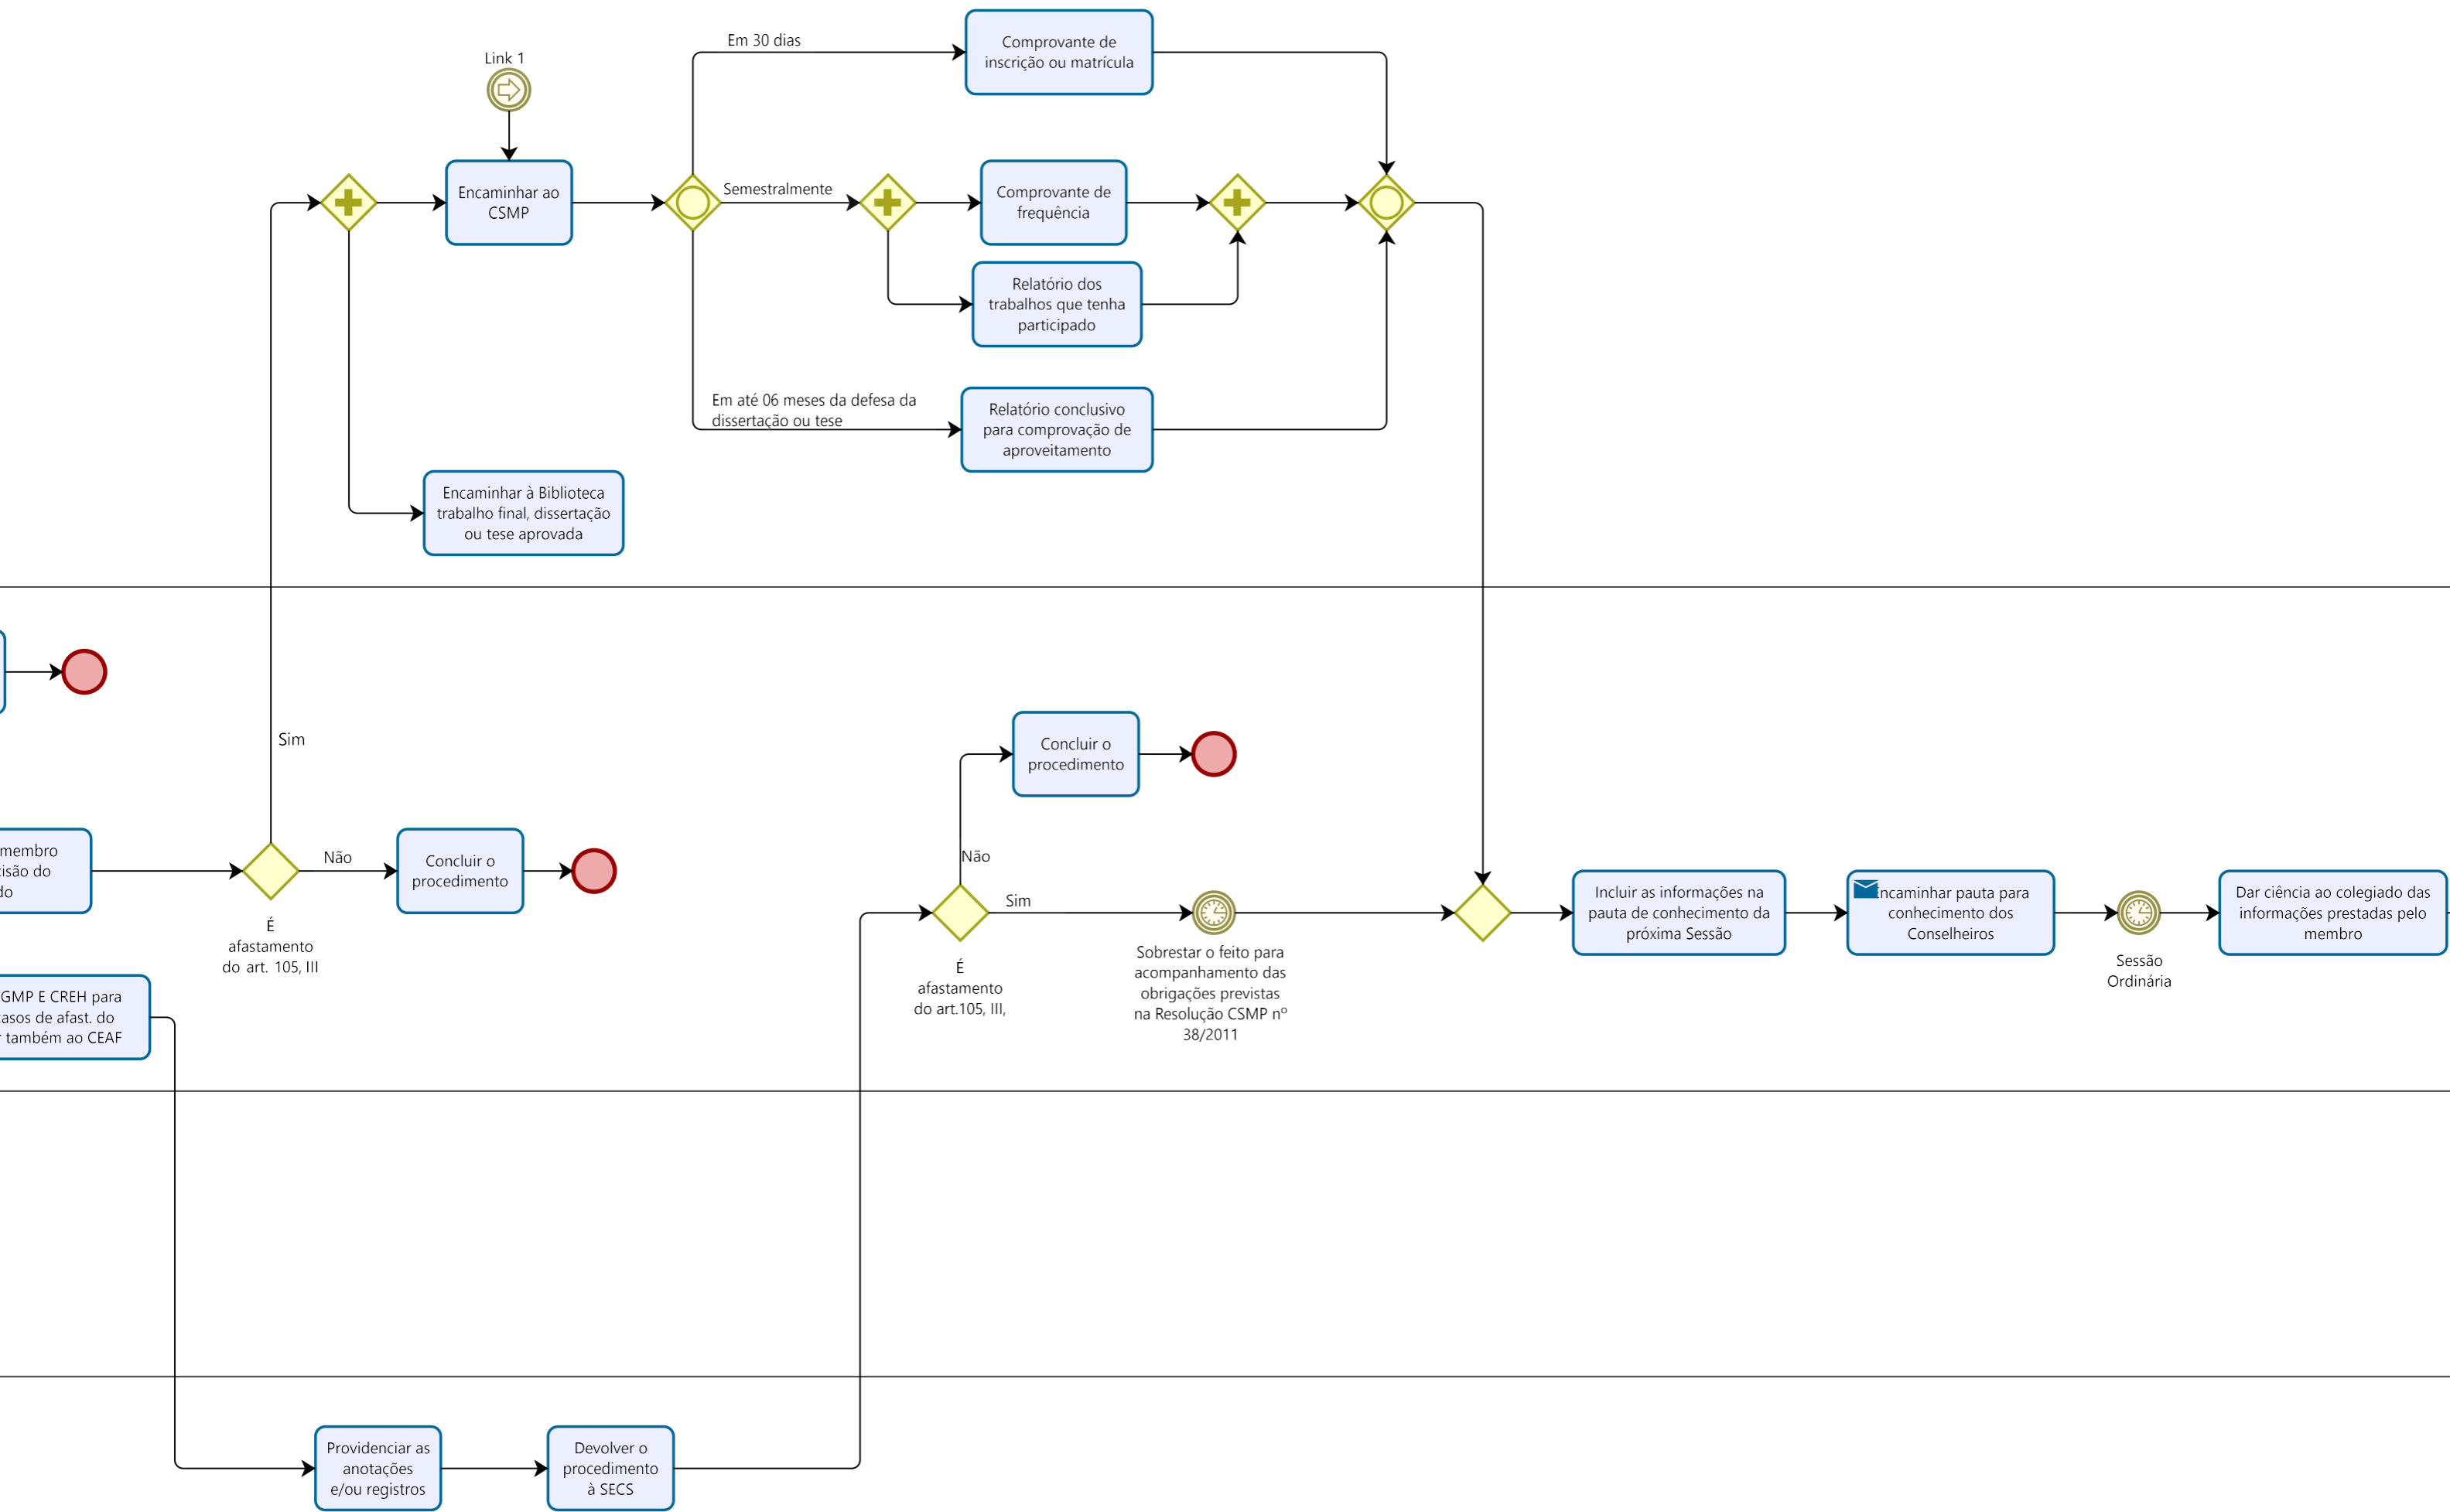 Link 1
Em 30 dias
Comprovante de
inscrição ou matrícula
Encaminhar ao
CSMP
Semestralmente
Comprovante de
frequência
Relatório dos
trabalhos que tenha
participado
Em até 06 meses da defesa da
dissertação ou tese
Relatório conclusivo
para comprovação de
aproveitamento
Encaminhar à Biblioteca
trabalho final, dissertação
ou tese aprovada
Sim
membro
isão do
do
Não
Concluir o
procedimento
É
afastamento
do art. 105, III
GMP E CREH para
asos de afast. do
também ao CEAF
Concluir o
procedimento
Não
Sim
É
afastamento
do art.105, III,
Sobrestar o feito para
acompanhamento das
obrigações previstas
na Resolução CSMP nº
38/2011
Incluir as informações na
pauta de conhecimento da
próxima Sessão
ncaminhar pauta para
conhecimento dos
Conselheiros
Sessão
Ordinária
Dar ciência ao colegiado das
informações prestadas pelo
membro
Providenciar as
anotações
e/ou registros
Devolver o
procedimento
à SECS